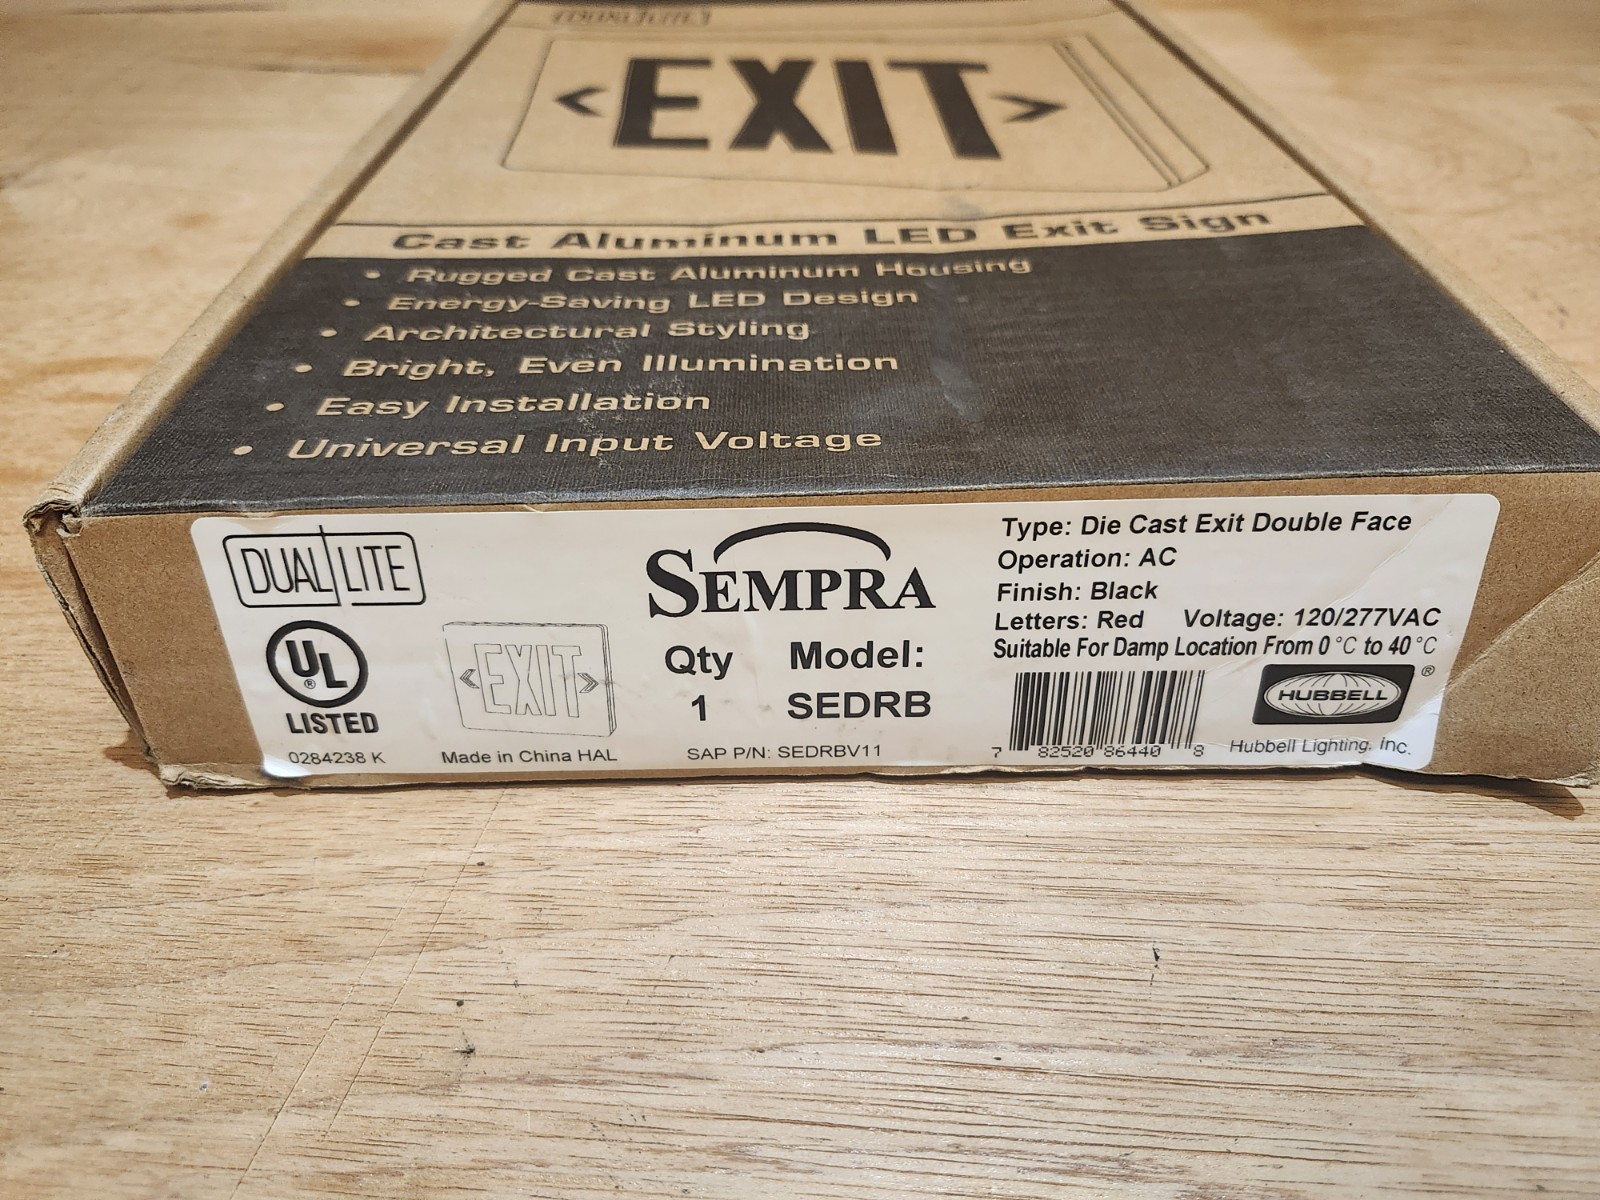 DUAL LITE
< EXIT >
Cast Aluminum LED Exit Sign
• Rugged Cast Aluminum Housing
• Energy-Saving LED Design
• Architectural Styling
• Bright, Even Illumination
• Easy Installation
• Universal Input Voltage
DUAL LITE
UL
®
LISTED
0284238 K
< EXIT >
Made in China HAL
SEMPRA
Qty Model:
1 SEDRB
SAP P/N: SEDRBV11
Type: Die Cast Exit Double Face
Operation: AC
Finish: Black
Letters: Red Voltage: 120/277VAC
Suitable For Damp Location From 0 °C to 40 °C
7 82520 86440 8
HUBBELL ®
Hubbell Lighting, Inc.